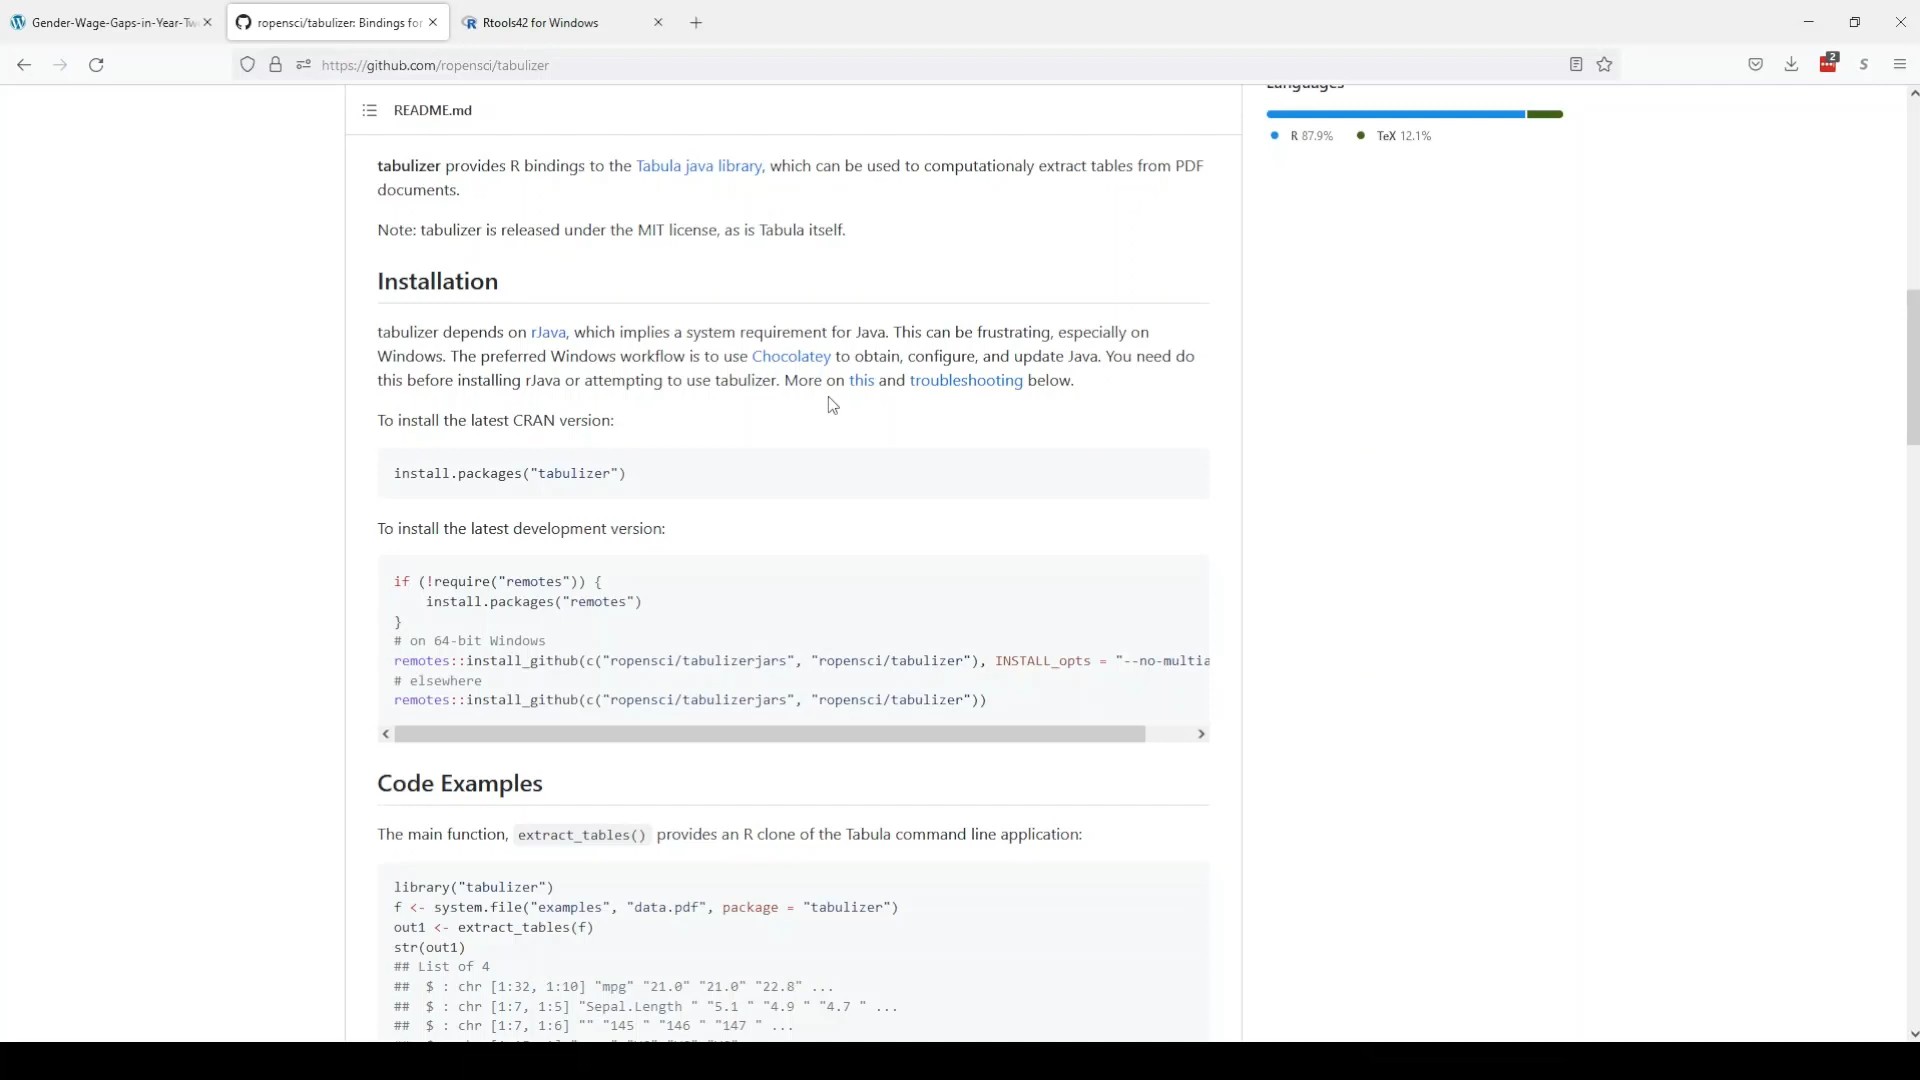 Gender-Wage-Gaps-in-Year-Tw
ropensci/tabulizer: Bindings for
Rtools42 for Windows
https://github.com/ropensci/tabulizer
2
S
README.md
tabulizer provides R bindings to the Tabula java library, which can be used to computationaly extract tables from PDF
documents.
Note: tabulizer is released under the MIT license, as is Tabula itself.
Installation
tabulizer depends on rJava, which implies a system requirement for Java. This can be frustrating, especially on
Windows. The preferred Windows workflow is to use Chocolatey to obtain, configure, and update Java. You need do
this before installing rJava or attempting to use tabulizer. More on this and troubleshooting below.
To install the latest CRAN version:
install.packages("tabulizer")
To install the latest development version:
if (!require("remotes")) {
install.packages("remotes")
}
# on 64-bit Windows
remotes::install_github(c("ropensci/tabulizerjars", "ropensci/tabulizer"), INSTALL_opts = "--no-multia
# elsewhere
remotes::install_github(c("ropensci/tabulizerjars", "ropensci/tabulizer"))
Code Examples
The main function, extract_tables() provides an R clone of the Tabula command line application:
library("tabulizer")
f <- system.file("examples", "data.pdf", package = "tabulizer")
out1 <- extract_tables(f)
str(out1)
## List of 4
##  $ : chr [1:32, 1:10] "mpg" "21.0" "21.0" "22.8" ...
##  $ : chr [1:7, 1:5] "Sepal.Length " "5.1 " "4.9 " "4.7 " ...
##  $ : chr [1:7, 1:6] "" "145 " "146 " "147 " ...
Languages
R 87.9%
TeX 12.1%